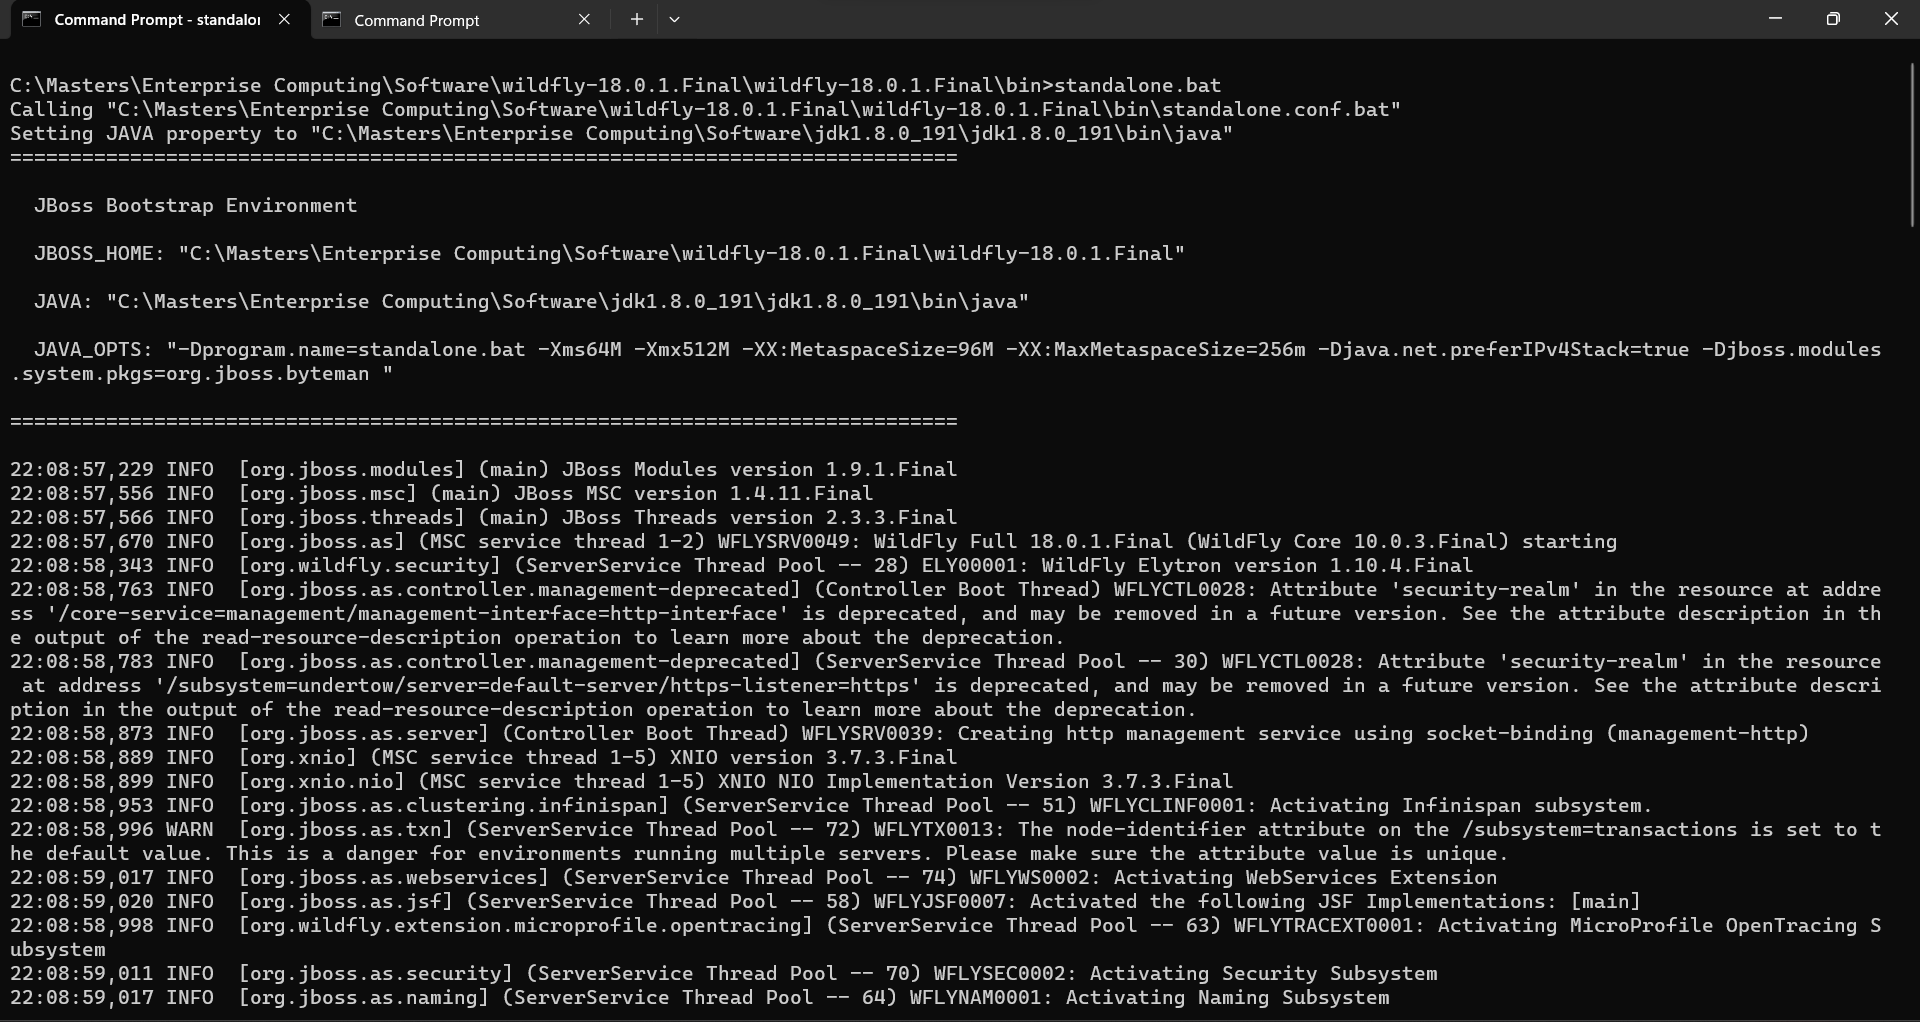 Command Prompt - standalo
Command Prompt
C:\Masters\Enterprise Computing\Software\wildfly-18.0.1.Final\wildfly-18.0.1.Final\bin>standalone.bat
Calling "C:\Masters\Enterprise Computing\Software\wildfly-18.0.1.Final\wildfly-18.0.1.Final\bin\standalone.conf.bat"
Setting JAVA property to "C:\Masters\Enterprise Computing\Software\jdk1.8.0_191\jdk1.8.0_191\bin\java"
===============================================================================
JBoss Bootstrap Environment
JBOSS_HOME: "C:\Masters\Enterprise Computing\Software\wildfly-18.0.1.Final\wildfly-18.0.1.Final"
JAVA: "C:\Masters\Enterprise Computing\Software\jdk1.8.0_191\jdk1.8.0_191\bin\java"
JAVA_OPTS: "-Dprogram.name=standalone.bat -Xms64M -Xmx512M -XX:MetaspaceSize=96M -XX:MaxMetaspaceSize=256m -Djava.net.preferIPv4Stack=true -Djboss.modules
.system.pkgs=org.jboss.byteman "
===============================================================================
22:08:57,229 INFO  [org.jboss.modules] (main) JBoss Modules version 1.9.1.Final
22:08:57,556 INFO  [org.jboss.msc] (main) JBoss MSC version 1.4.11.Final
22:08:57,566 INFO  [org.jboss.threads] (main) JBoss Threads version 2.3.3.Final
22:08:57,670 INFO  [org.jboss.as] (MSC service thread 1-2) WFLYSRV0049: WildFly Full 18.0.1.Final (WildFly Core 10.0.3.Final) starting
22:08:58,343 INFO  [org.wildfly.security] (ServerService Thread Pool -- 28) ELY00001: WildFly Elytron version 1.10.4.Final
22:08:58,763 INFO  [org.jboss.as.controller.management-deprecated] (Controller Boot Thread) WFLYCTL0028: Attribute 'security-realm' in the resource at addre
ss '/core-service=management/management-interface=http-interface' is deprecated, and may be removed in a future version. See the attribute description in th
e output of the read-resource-description operation to learn more about the deprecation.
22:08:58,783 INFO  [org.jboss.as.controller.management-deprecated] (ServerService Thread Pool -- 30) WFLYCTL0028: Attribute 'security-realm' in the resource
 at address '/subsystem=undertow/server=default-server/https-listener=https' is deprecated, and may be removed in a future version. See the attribute descri
ption in the output of the read-resource-description operation to learn more about the deprecation.
22:08:58,873 INFO  [org.jboss.as.server] (Controller Boot Thread) WFLYSRV0039: Creating http management service using socket-binding (management-http)
22:08:58,889 INFO  [org.xnio] (MSC service thread 1-5) XNIO version 3.7.3.Final
22:08:58,899 INFO  [org.xnio.nio] (MSC service thread 1-5) XNIO NIO Implementation Version 3.7.3.Final
22:08:58,953 INFO  [org.jboss.as.clustering.infinispan] (ServerService Thread Pool -- 51) WFLYCLINF0001: Activating Infinispan subsystem.
22:08:58,996 WARN  [org.jboss.as.txn] (ServerService Thread Pool -- 72) WFLYTX0013: The node-identifier attribute on the /subsystem=transactions is set to t
he default value. This is a danger for environments running multiple servers. Please make sure the attribute value is unique.
22:08:59,017 INFO  [org.jboss.as.webservices] (ServerService Thread Pool -- 74) WFLYWS0002: Activating WebServices Extension
22:08:59,020 INFO  [org.jboss.as.jsf] (ServerService Thread Pool -- 58) WFLYJSF0007: Activated the following JSF Implementations: [main]
22:08:58,998 INFO  [org.wildfly.extension.microprofile.opentracing] (ServerService Thread Pool -- 63) WFLYTRACEXT0001: Activating MicroProfile OpenTracing S
ubsystem
22:08:59,011 INFO  [org.jboss.as.security] (ServerService Thread Pool -- 70) WFLYSEC0002: Activating Security Subsystem
22:08:59,017 INFO  [org.jboss.as.naming] (ServerService Thread Pool -- 64) WFLYNAM0001: Activating Naming Subsystem